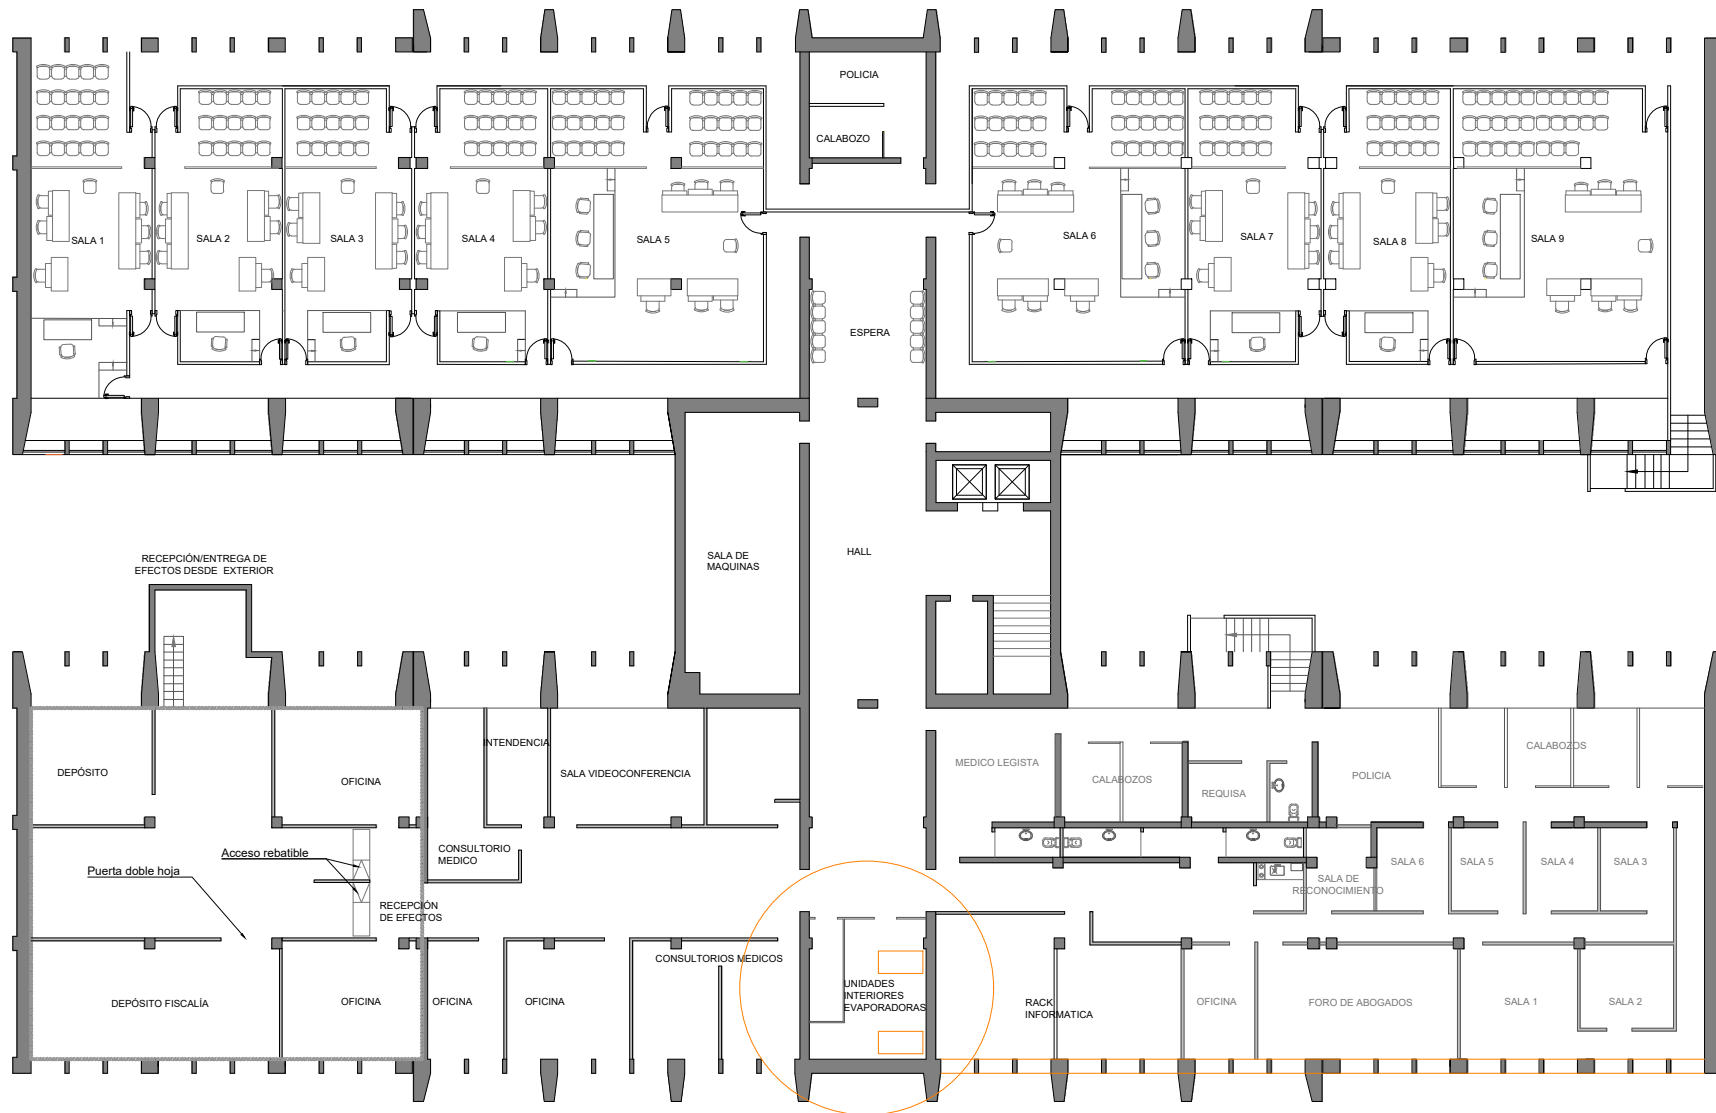 POLICIA
CALABOZO
SALA 1
SALA 2
SALA 3
SALA 4
SALA 5
SALA 6
SALA 7
SALA 8
SALA 9
ESPERA
RECEPCIÓN/ENTREGA DE
EFECTOS DESDE EXTERIOR
SALA DE
MAQUINAS
HALL
DEPÓSITO
OFICINA
INTENDENCIA
SALA VIDEOCONFERENCIA
MEDICO LEGISTA
CALABOZOS
REQUISA
POLICIA
CALABOZOS
Acceso rebatible
Puerta doble hoja
CONSULTORIO
MEDICO
RECEPCIÓN
DE EFECTOS
SALA DE
RECONOCIMIENTO
SALA 6
SALA 5
SALA 4
SALA 3
DEPÓSITO FISCALÍA
OFICINA
OFICINA
OFICINA
CONSULTORIOS MEDICOS
UNIDADES
INTERIORES
EVAPORADORAS
RACK
INFORMATICA
OFICINA
FORO DE ABOGADOS
SALA 1
SALA 2